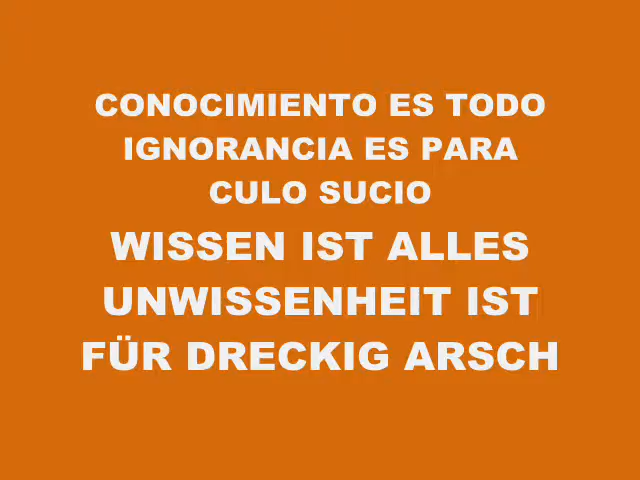 CONOCIMIENTO ES TODO
IGNORANCIA ES PARA
CULO SUCIO
WISSEN IST ALLES
UNWISSENHEIT IST
FÜR DRECKIG ARSCH